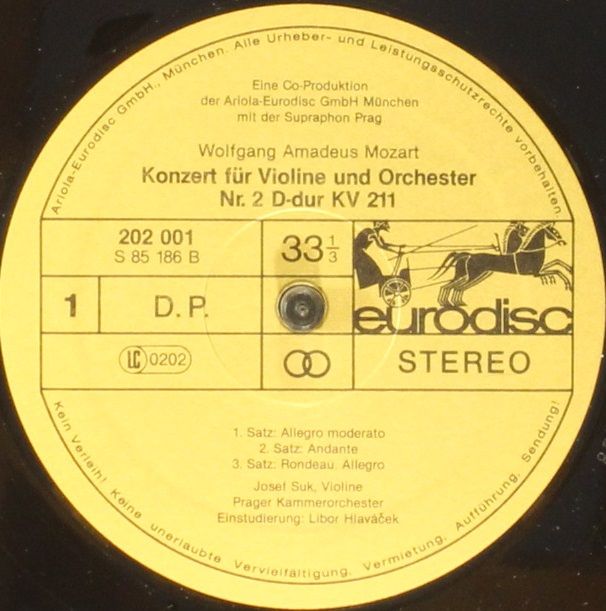 Ariola-Eurodisc GmbH., München. Alle Urheber- und Leistungsschutzrechte vorbehalten.
Eine Co-Produktion
der Ariola-Eurodisc GmbH München
mit der Supraphon Prag
Wolfgang Amadeus Mozart
Konzert für Violine und Orchester
Nr. 2 D-dur KV 211
202 001
S 85 186 B
33 1/3
1
D.P.
eurodisc
LC 0202
STEREO
1. Satz: Allegro moderato
2. Satz: Andante
3. Satz: Rondeau. Allegro
Josef Suk, Violine
Prager Kammerorchester
Einstudierung: Libor Hlaváček
Kein Verleih! Keine unerlaubte Vervielfältigung, Vermietung, Aufführung, Sendung!